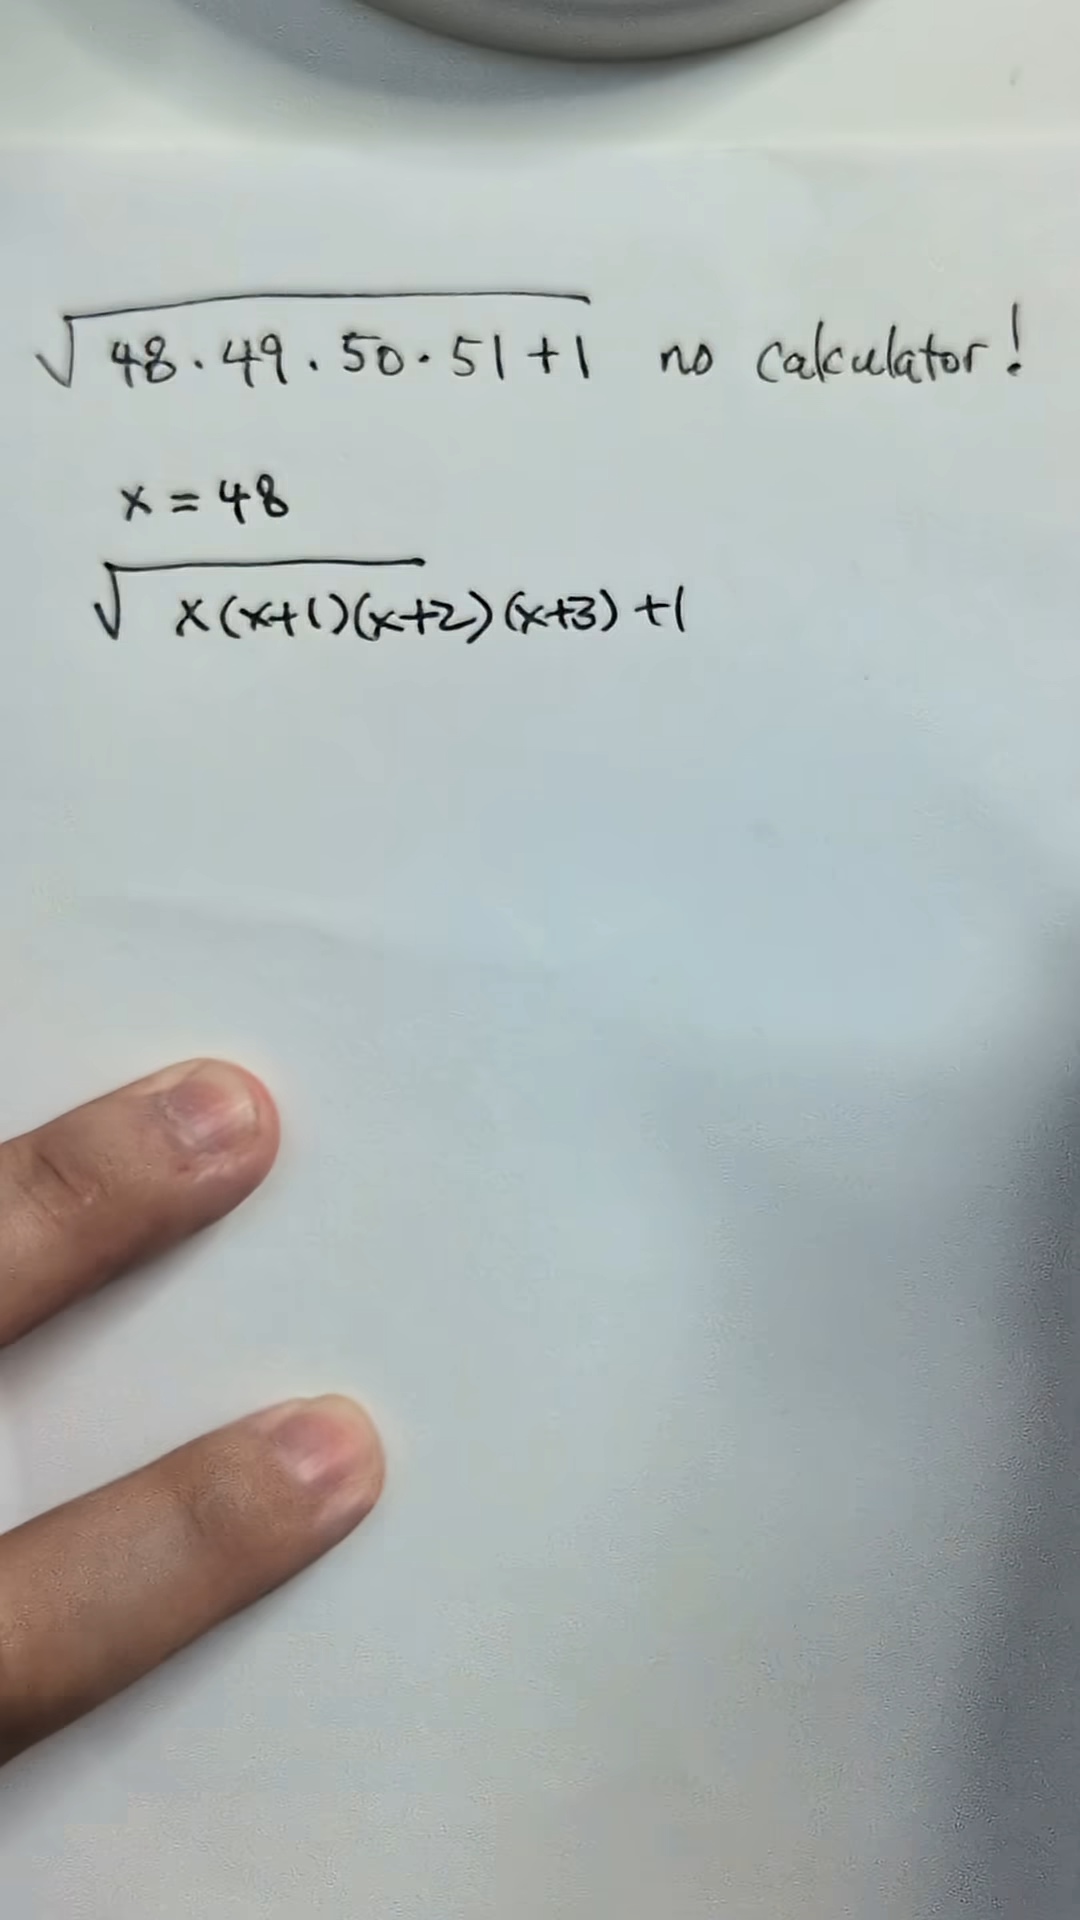 √48·49·50·51+1 no calculator!
x = 48
√x(x+1)(x+2)(x+3)+1